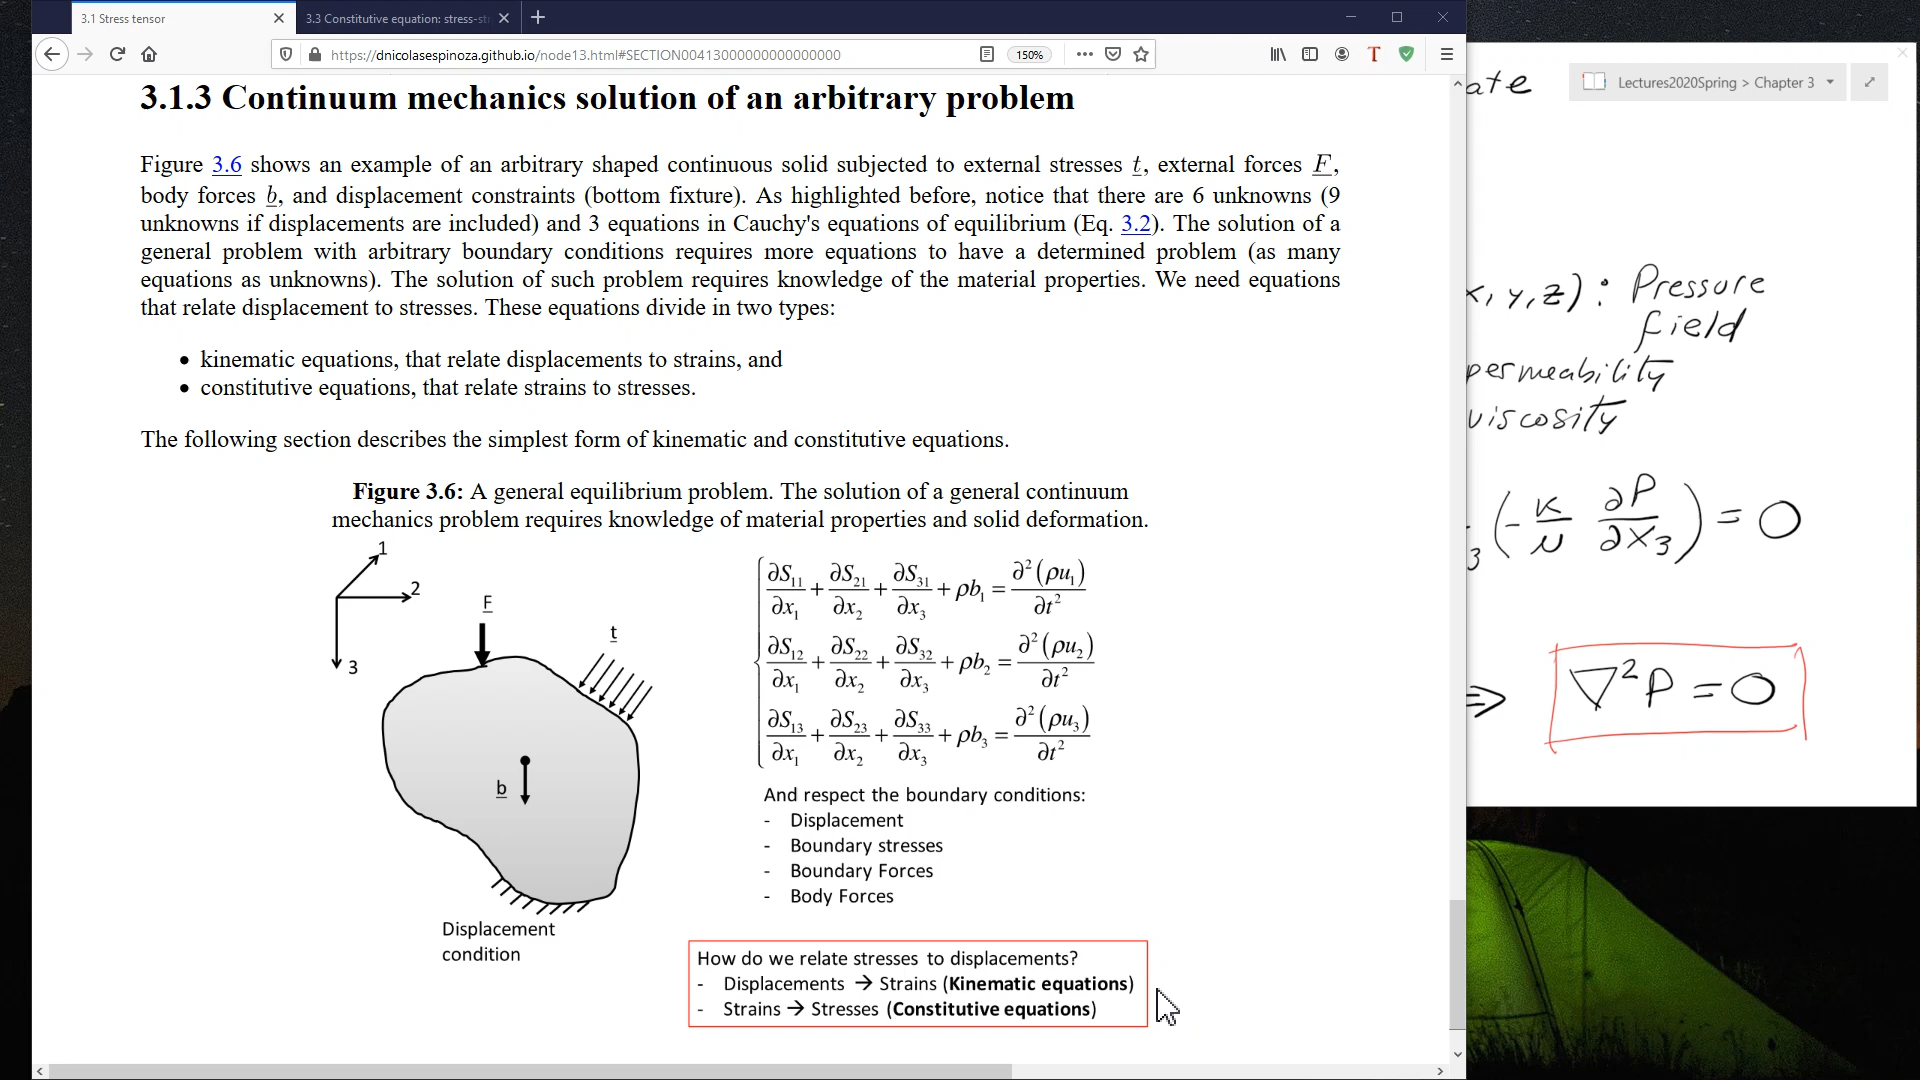 3.1 Stress tensor
3.3 Constitutive equation: stress-str
https://dnicolasespinoza.github.io/node13.html#SECTION00413000000000000000
150%
3.1.3 Continuum mechanics solution of an arbitrary problem
Figure 3.6 shows an example of an arbitrary shaped continuous solid subjected to external stresses t, external forces F,
body forces b, and displacement constraints (bottom fixture). As highlighted before, notice that there are 6 unknowns (9
unknowns if displacements are included) and 3 equations in Cauchy's equations of equilibrium (Eq. 3.2). The solution of a
general problem with arbitrary boundary conditions requires more equations to have a determined problem (as many
equations as unknowns). The solution of such problem requires knowledge of the material properties. We need equations
that relate displacement to stresses. These equations divide in two types:
• kinematic equations, that relate displacements to strains, and
• constitutive equations, that relate strains to stresses.
The following section describes the simplest form of kinematic and constitutive equations.
Figure 3.6: A general equilibrium problem. The solution of a general continuum
mechanics problem requires knowledge of material properties and solid deformation.
1
2
3
F
t
b
Displacement
condition
∂S₁₁/∂x₁ + ∂S₂₁/∂x₂ + ∂S₃₁/∂x₃ + ρb₁ = ∂²(ρu₁)/∂t²
∂S₁₂/∂x₁ + ∂S₂₂/∂x₂ + ∂S₃₂/∂x₃ + ρb₂ = ∂²(ρu₂)/∂t²
∂S₁₃/∂x₁ + ∂S₂₃/∂x₂ + ∂S₃₃/∂x₃ + ρb₃ = ∂²(ρu₃)/∂t²
And respect the boundary conditions:
- Displacement
- Boundary stresses
- Boundary Forces
- Body Forces
How do we relate stresses to displacements?
- Displacements → Strains (Kinematic equations)
- Strains → Stresses (Constitutive equations)
ate
Lectures2020Spring > Chapter 3
x, y, z) : Pressure
field
permeability
viscosity
3 (- K/μ ∂P/∂x₃) = 0
⇒ ∇²P = 0